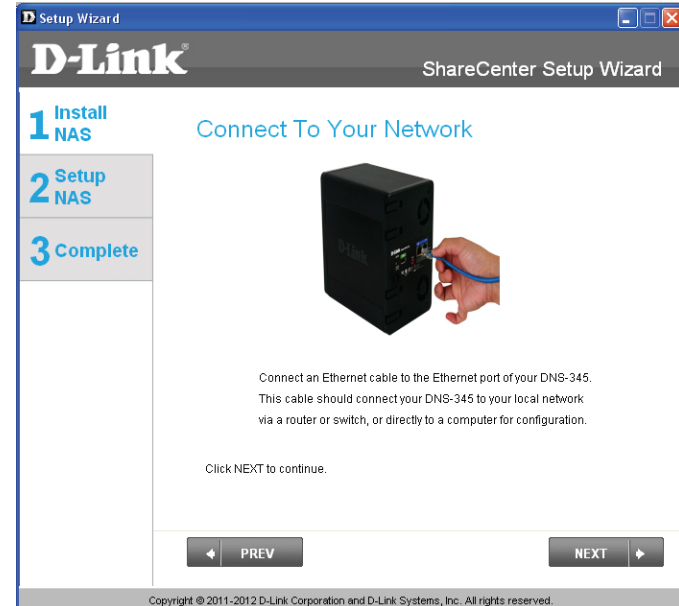 Setup Wizard
D-Link®
ShareCenter Setup Wizard
1 Install NAS
2 Setup NAS
3 Complete
Connect To Your Network
D-Link
Connect an Ethernet cable to the Ethernet port of your DNS-345.
This cable should connect your DNS-345 to your local network
via a router or switch, or directly to a computer for configuration.
Click NEXT to continue.
PREV
NEXT
Copyright © 2011-2012 D-Link Corporation and D-Link Systems, Inc. All rights reserved.